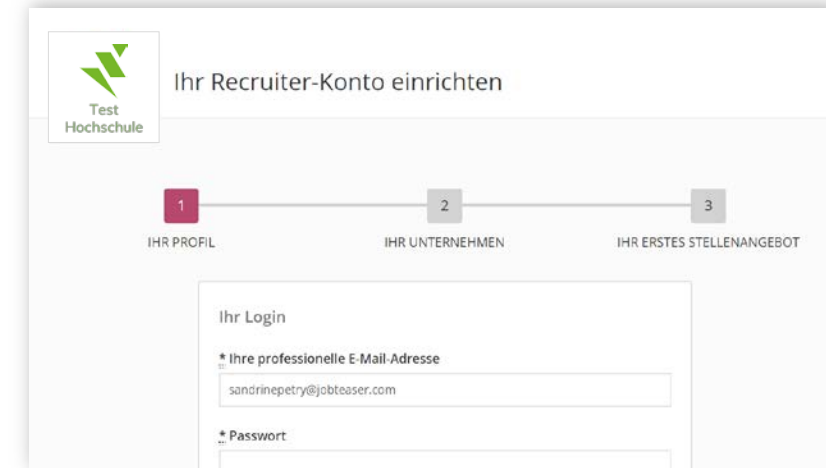 Test
Hochschule
Ihr Recruiter-Konto einrichten
1
2
3
IHR PROFIL
IHR UNTERNEHMEN
IHR ERSTES STELLENANGEBOT
Ihr Login
* Ihre professionelle E-Mail-Adresse
sandrinepetry@jobteaser.com
* Passwort